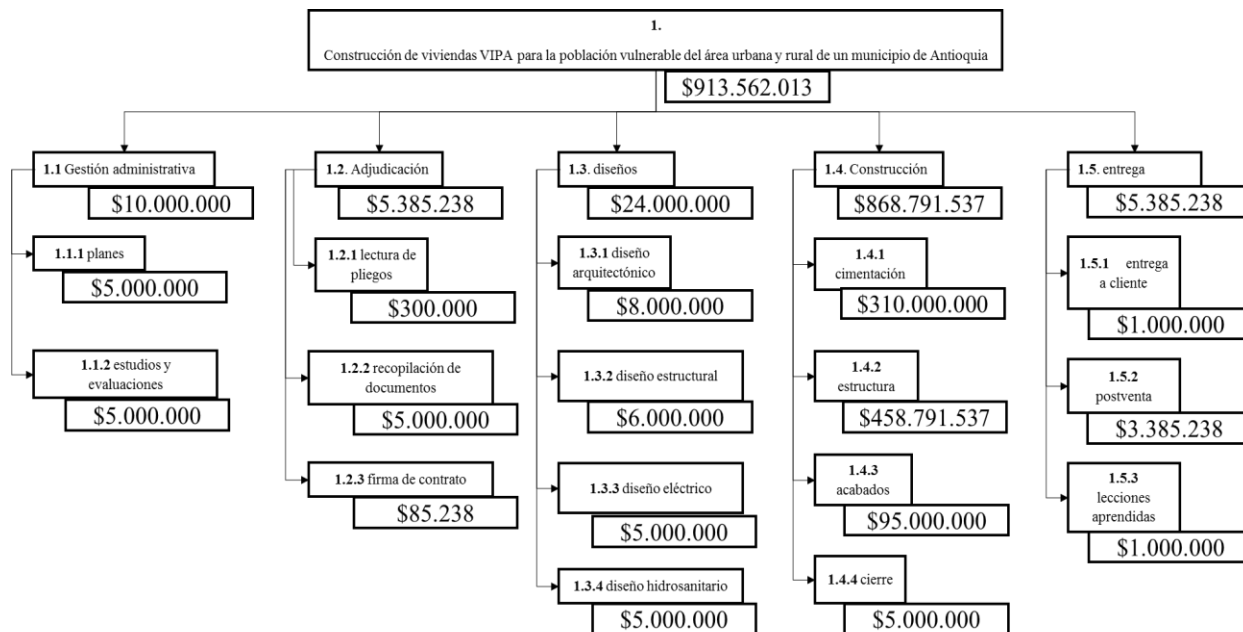 1.
Construcción de viviendas VIPA para la población vulnerable del área urbana y rural de un municipio de Antioquia
$913.562.013
1.1 Gestión administrativa
$10.000.000
1.1.1 planes
$5.000.000
1.1.2 estudios y
evaluaciones
$5.000.000
1.2. Adjudicación
$5.385.238
1.2.1 lectura de
pliegos
$300.000
1.2.2 recopilación de
documentos
$5.000.000
1.2.3 firma de contrato
$85.238
1.3. diseños
$24.000.000
1.3.1 diseño
arquitectónico
$8.000.000
1.3.2 diseño estructural
$6.000.000
1.3.3 diseño eléctrico
$5.000.000
1.3.4 diseño hidrosanitario
$5.000.000
1.4. Construcción
$868.791.537
1.4.1
cimentación
$310.000.000
1.4.2
estructura
$458.791.537
1.4.3
acabados
$95.000.000
1.4.4 cierre
$5.000.000
1.5. entrega
$5.385.238
1.5.1 entrega
a cliente
$1.000.000
1.5.2
postventa
$3.385.238
1.5.3
lecciones
aprendidas
$1.000.000